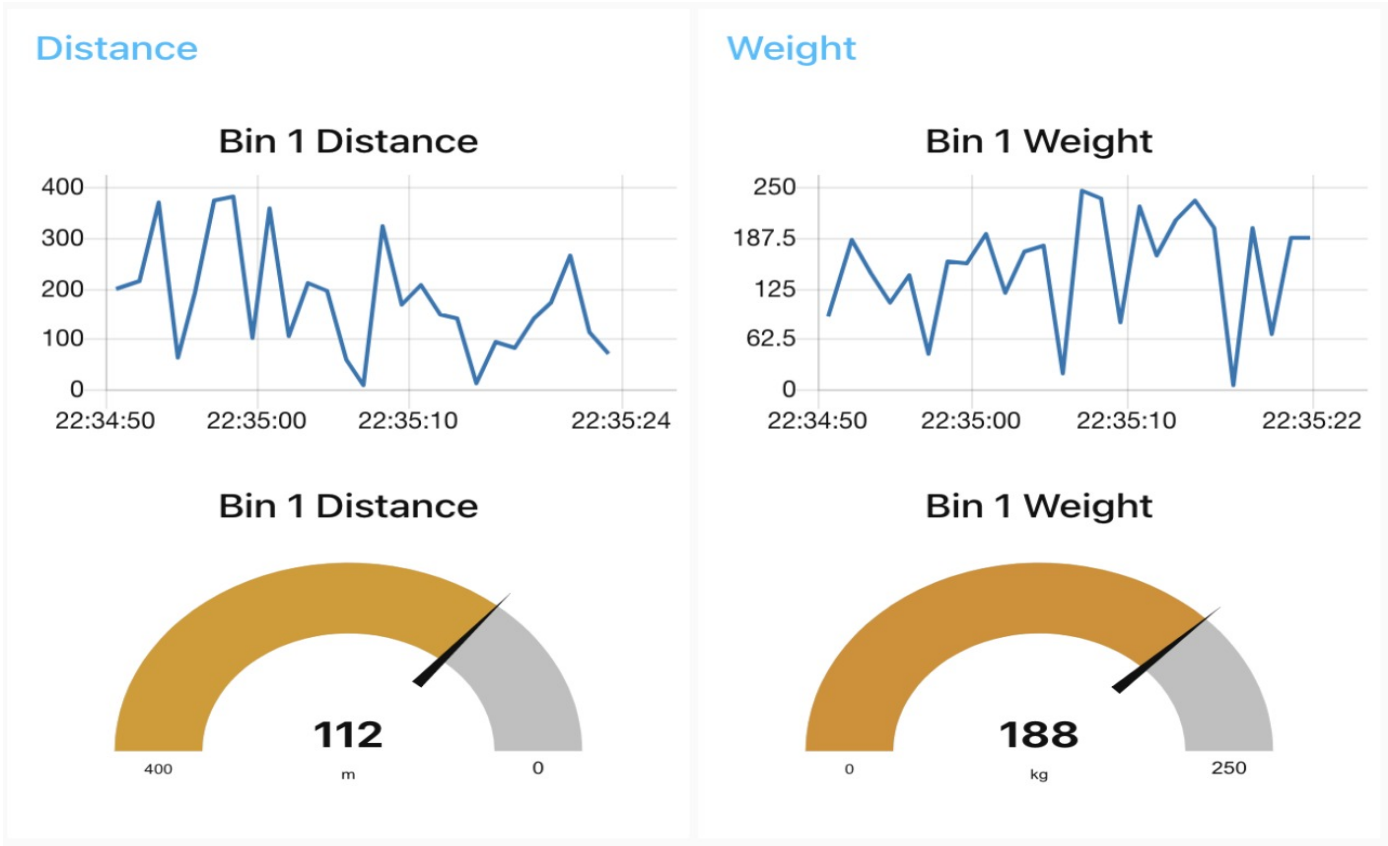 Distance
Bin 1 Distance
400
300
200
100
0
22:34:50 22:35:00 22:35:10 22:35:24
Bin 1 Distance
112
400 m 0
Weight
Bin 1 Weight
250
187.5
125
62.5
0
22:34:50 22:35:00 22:35:10 22:35:22
Bin 1 Weight
188
0 kg 250